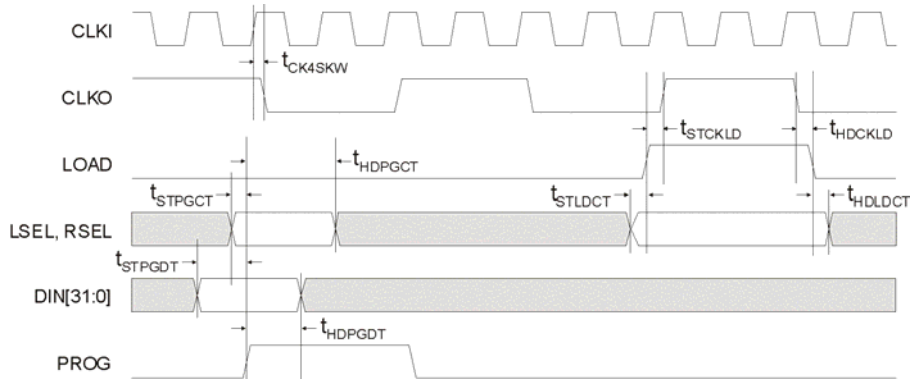 CLKI
tCK4SKW
CLKO
tSTCKLD
tHDCKLD
LOAD
tHDPGCT
tSTPGCT
tSTLDCT
tHDLDCT
LSEL, RSEL
tSTPGDT
DIN[31:0]
tHDPGDT
PROG